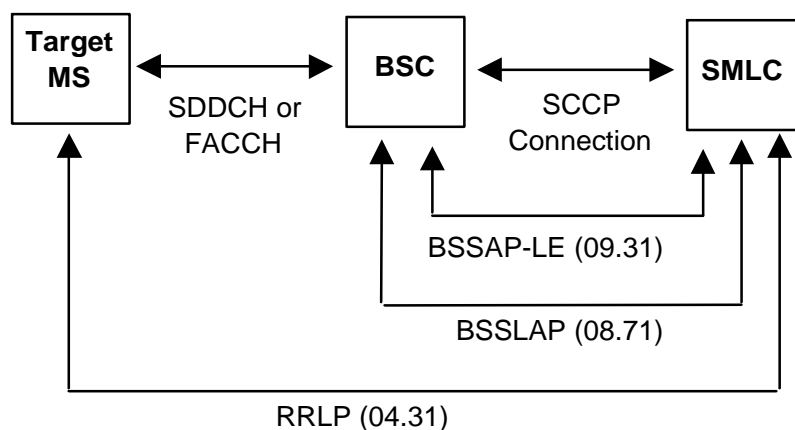 Target
MS
BSC
SMLC
SDDCH or
FACCH
SCCP
Connection
BSSAP-LE (09.31)
BSSLAP (08.71)
RRLP (04.31)